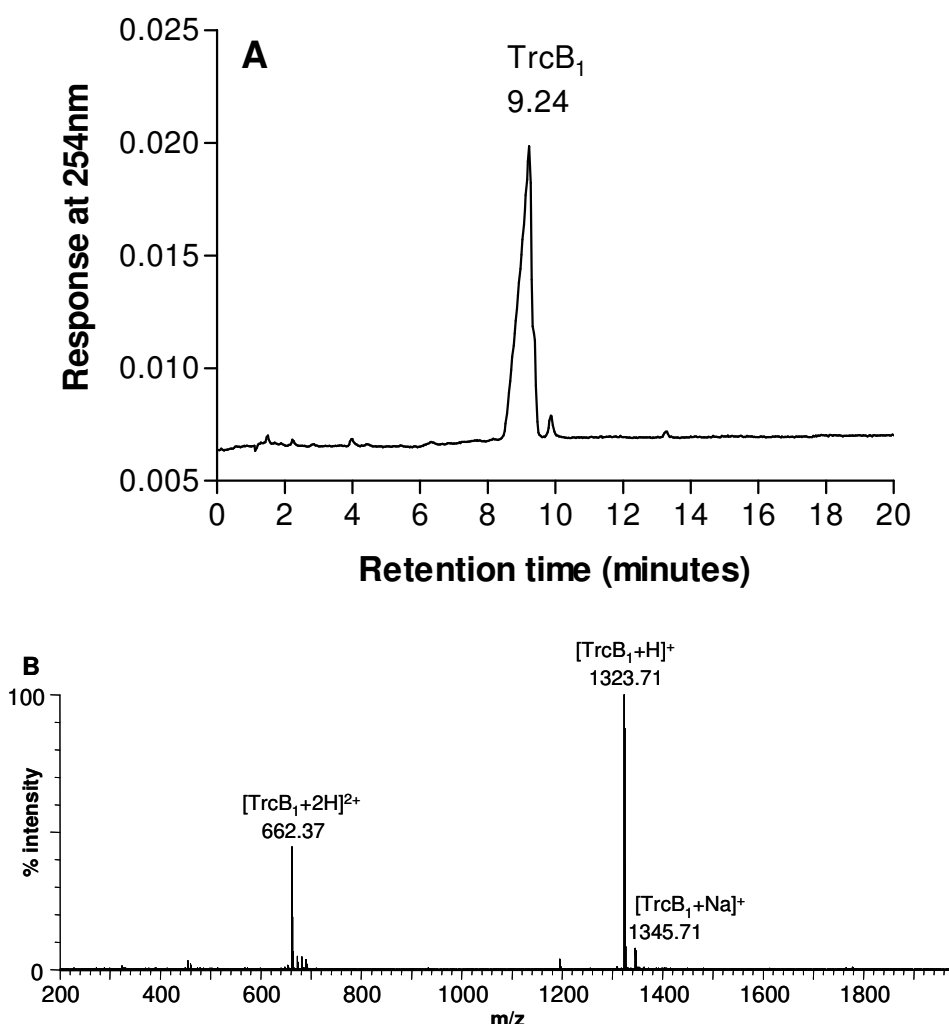 A
TrcB₁
9.24
Response at 254nm
0.025
0.020
0.015
0.010
0.005
0 2 4 6 8 10 12 14 16 18 20
Retention time (minutes)
B
[TrcB₁+H]⁺
1323.71
100
[TrcB₁+2H]²⁺
662.37
% intensity
[TrcB₁+Na]⁺
1345.71
0
200 400 600 800 1000 1200 1400 1600 1800
m/z